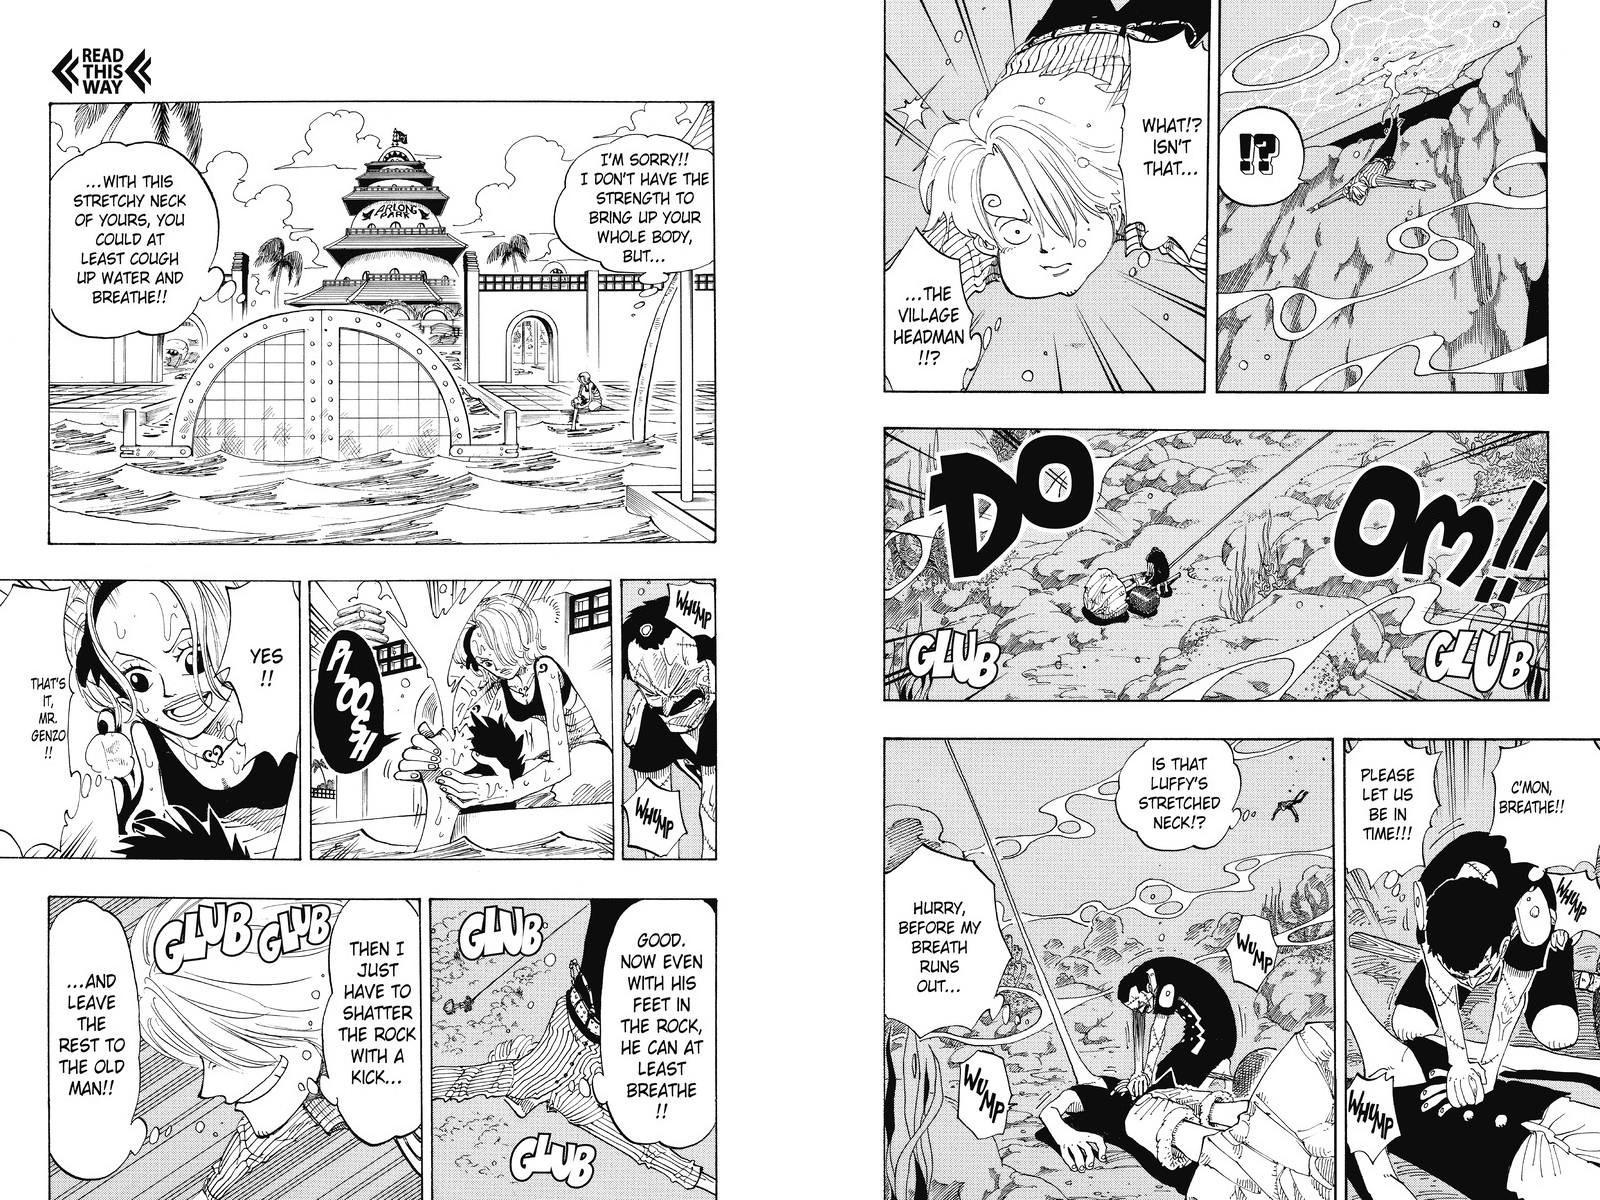 !?
WHAT!?
ISN'T
THAT...
...THE
VILLAGE
HEADMAN
!!?
DO
OM!!
GLUB
GLUB
C'MON,
BREATHE!!
PLEASE
LET US
BE IN
TIME!!!
WHUMP
WHUMP
IS THAT
LUFFY'S
STRETCHED
NECK!?
HURRY,
BEFORE MY
BREATH
RUNS
OUT...
WUMP
WUMP
READ
THIS
WAY
I'M SORRY!!
I DON'T HAVE THE
STRENGTH TO
BRING UP YOUR
WHOLE BODY,
BUT...
...WITH THIS
STRETCHY NECK
OF YOURS, YOU
COULD AT
LEAST COUGH
UP WATER AND
BREATHE!!
ARLONG
PARK
WHUMP
WHUMP
PLOOSH
YES
!!
THAT'S
IT,
MR.
GENZO
!!
GOOD.
NOW EVEN
WITH HIS
FEET IN
THE ROCK,
HE CAN AT
LEAST
BREATHE
!!
GLUB
GLUB
THEN I
JUST
HAVE TO
SHATTER
THE ROCK
WITH A
KICK...
GLUB
GLUB
...AND
LEAVE
THE
REST TO
THE OLD
MAN!!